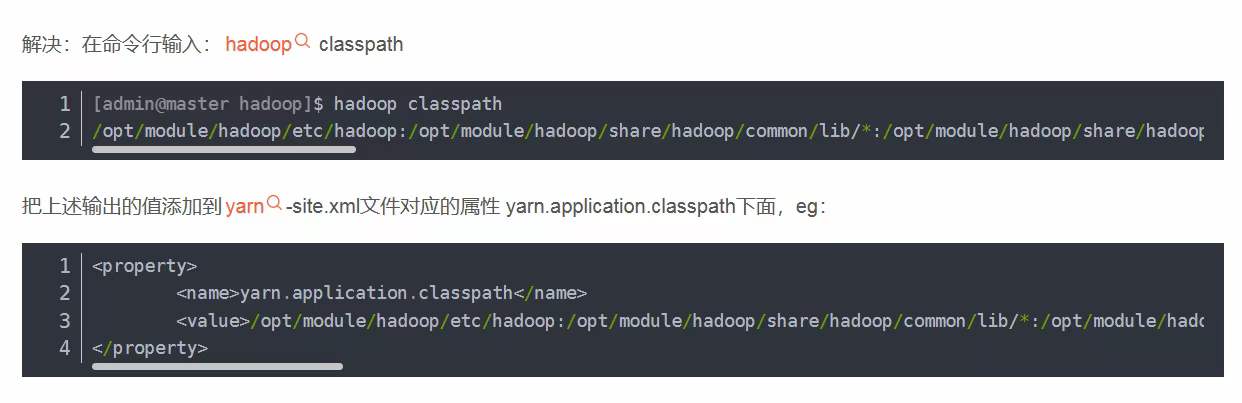 解决：在命令行输入： hadoop classpath
1 [admin@master hadoop]$ hadoop classpath
2 /opt/module/hadoop/etc/hadoop:/opt/module/hadoop/share/hadoop/common/lib/*:/opt/module/hadoop/share/hadoop
把上述输出的值添加到yarn-site.xml文件对应的属性 yarn.application.classpath下面，eg：
1 <property>
2 <name>yarn.application.classpath</name>
3 <value>/opt/module/hadoop/etc/hadoop:/opt/module/hadoop/share/hadoop/common/lib/*:/opt/module/hado
4 </property>